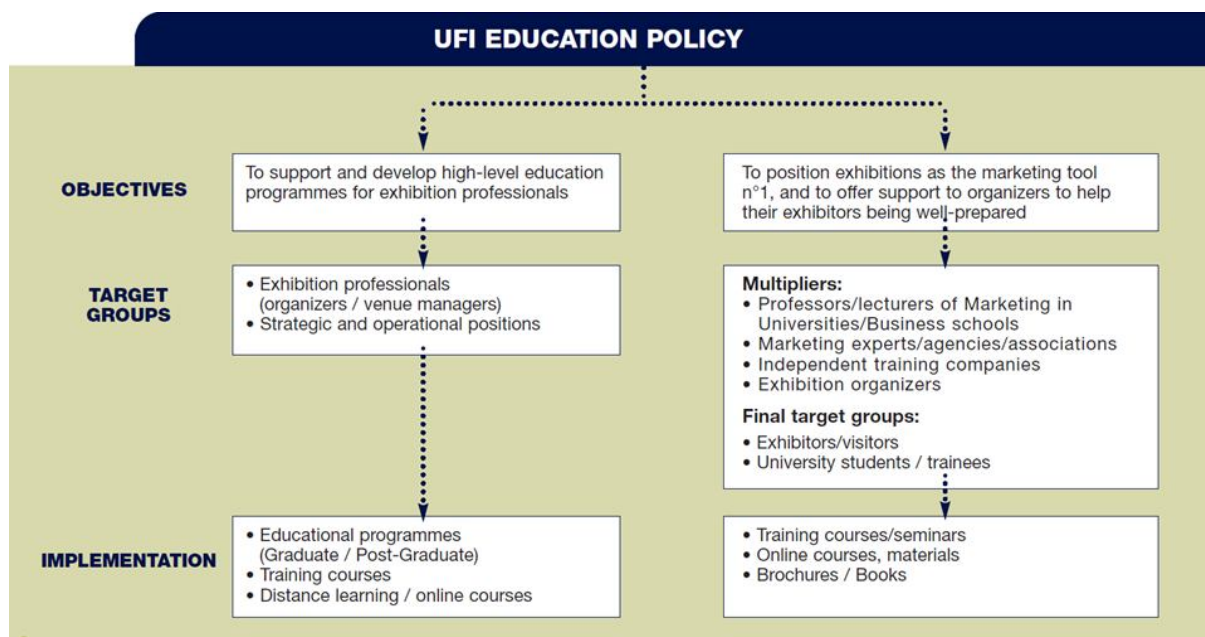 UFI EDUCATION POLICY
OBJECTIVES
To support and develop high-level education
programmes for exhibition professionals
To position exhibitions as the marketing tool
n°1, and to offer support to organizers to help
their exhibitors being well-prepared
TARGET
GROUPS
• Exhibition professionals
(organizers / venue managers)
• Strategic and operational positions
Multipliers:
• Professors/lecturers of Marketing in
Universities/Business schools
• Marketing experts/agencies/associations
• Independent training companies
• Exhibition organizers
Final target groups:
• Exhibitors/visitors
• University students / trainees
IMPLEMENTATION
• Educational programmes
(Graduate / Post-Graduate)
• Training courses
• Distance learning / online courses
• Training courses/seminars
• Online courses, materials
• Brochures / Books